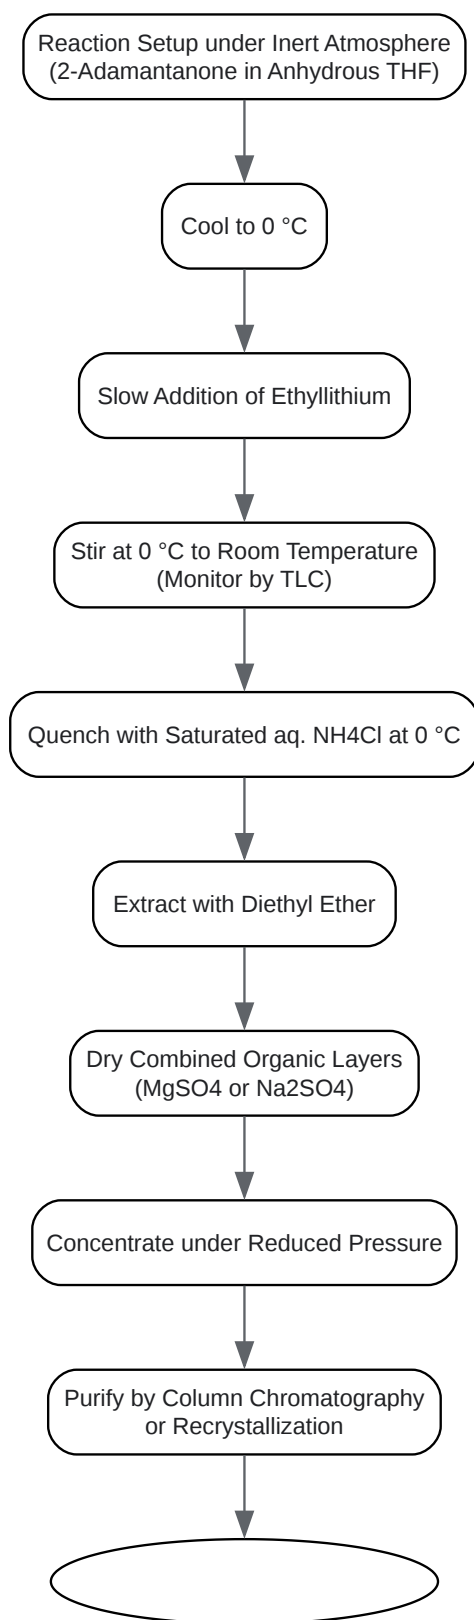 Reaction Setup under Inert Atmosphere
(2-Adamantanone in Anhydrous THF)
Cool to 0 °C
Slow Addition of Ethyllithium
Stir at 0 °C to Room Temperature
(Monitor by TLC)
Quench with Saturated aq. NH4Cl at 0 °C
Extract with Diethyl Ether
Dry Combined Organic Layers
(MgSO4 or Na2SO4)
Concentrate under Reduced Pressure
Purify by Column Chromatography
or Recrystallization